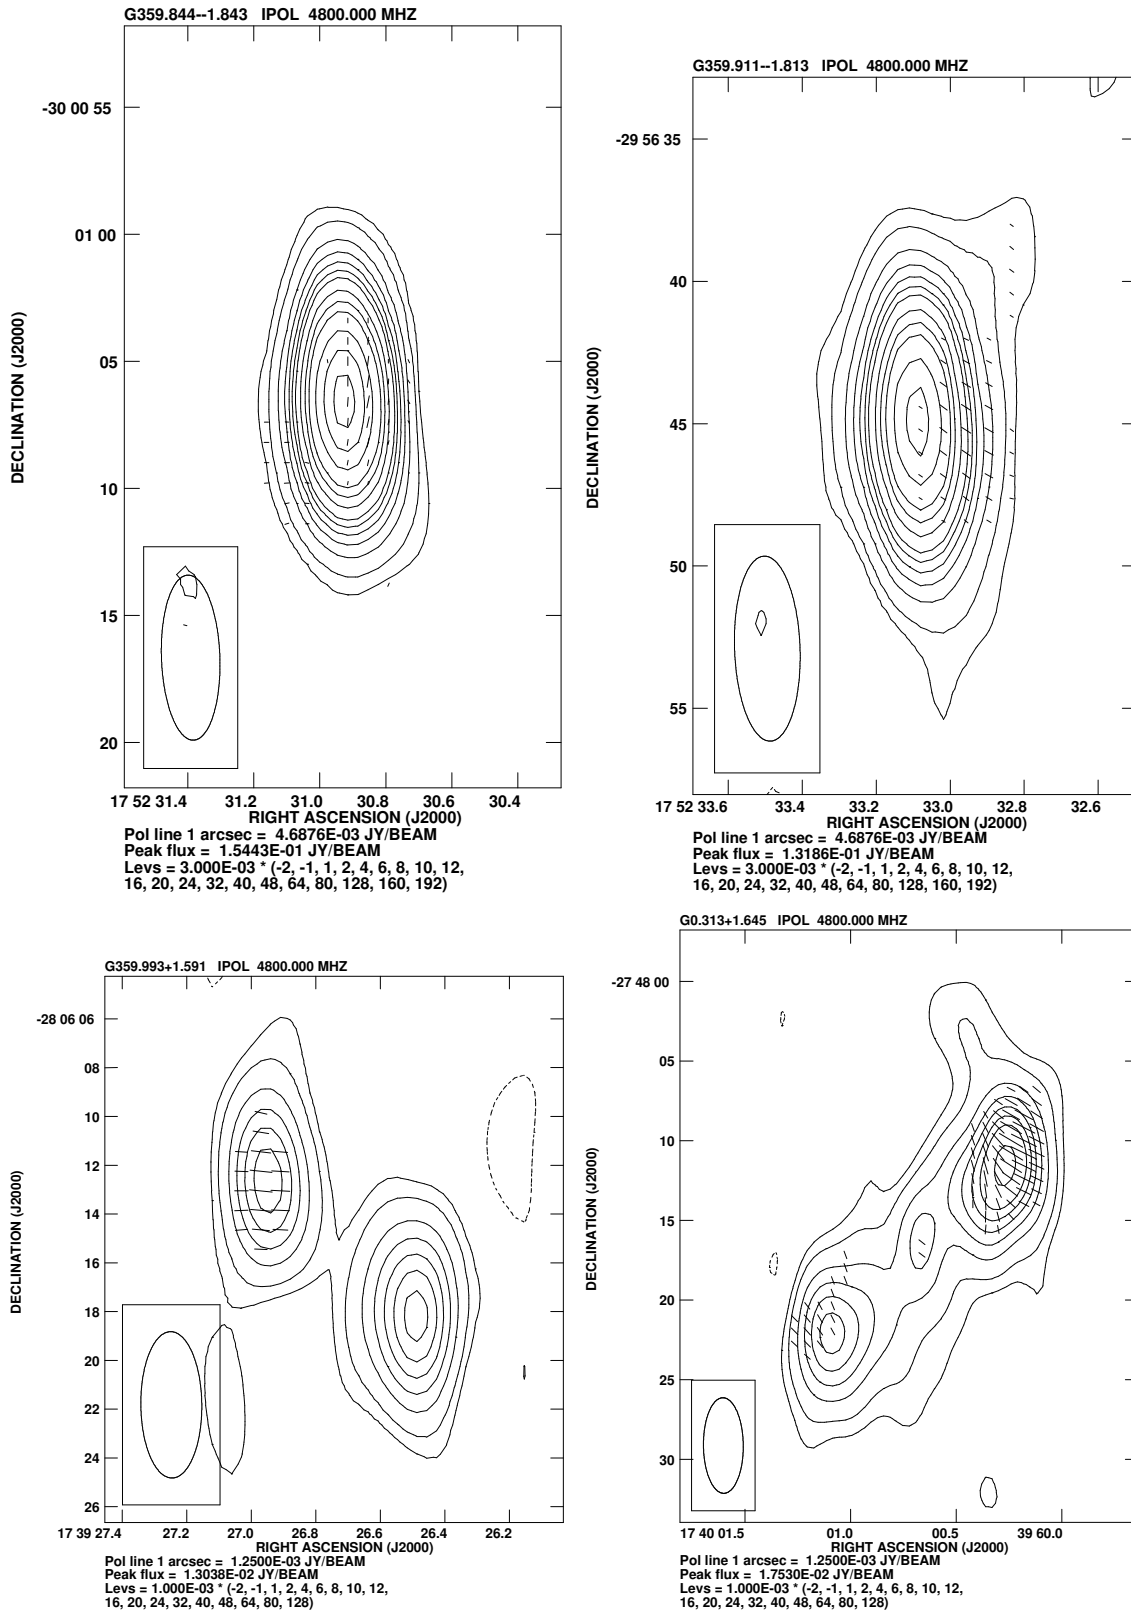 G359.844--1.843 IPOL 4800.000 MHZ
-30 00 55
01 00
05
10
15
20
DECLINATION (J2000)
17 52 31.4 31.2 31.0 30.8 30.6 30.4
RIGHT ASCENSION (J2000)
Pol line 1 arcsec = 4.6876E-03 JY/BEAM
Peak flux = 1.5443E-01 JY/BEAM
Levs = 3.000E-03 * (-2, -1, 1, 2, 4, 6, 8, 10, 12,
16, 20, 24, 32, 40, 48, 64, 80, 128, 160, 192)
G359.911--1.813 IPOL 4800.000 MHZ
-29 56 35
40
45
50
55
DECLINATION (J2000)
17 52 33.6 33.4 33.2 33.0 32.8 32.6
RIGHT ASCENSION (J2000)
Pol line 1 arcsec = 4.6876E-03 JY/BEAM
Peak flux = 1.3186E-01 JY/BEAM
Levs = 3.000E-03 * (-2, -1, 1, 2, 4, 6, 8, 10, 12,
16, 20, 24, 32, 40, 48, 64, 80, 128, 160, 192)
G359.993+1.591 IPOL 4800.000 MHZ
-28 06 06
08
10
12
14
16
18
20
22
24
26
DECLINATION (J2000)
17 39 27.4 27.2 27.0 26.8 26.6 26.4 26.2
RIGHT ASCENSION (J2000)
Pol line 1 arcsec = 1.2500E-03 JY/BEAM
Peak flux = 1.3038E-02 JY/BEAM
Levs = 1.000E-03 * (-2, -1, 1, 2, 4, 6, 8, 10, 12,
16, 20, 24, 32, 40, 48, 64, 80, 128)
G0.313+1.645 IPOL 4800.000 MHZ
-27 48 00
05
10
15
20
25
30
DECLINATION (J2000)
17 40 01.5 01.0 00.5 39 60.0
RIGHT ASCENSION (J2000)
Pol line 1 arcsec = 1.2500E-03 JY/BEAM
Peak flux = 1.7530E-02 JY/BEAM
Levs = 1.000E-03 * (-2, -1, 1, 2, 4, 6, 8, 10, 12,
16, 20, 24, 32, 40, 48, 64, 80, 128)